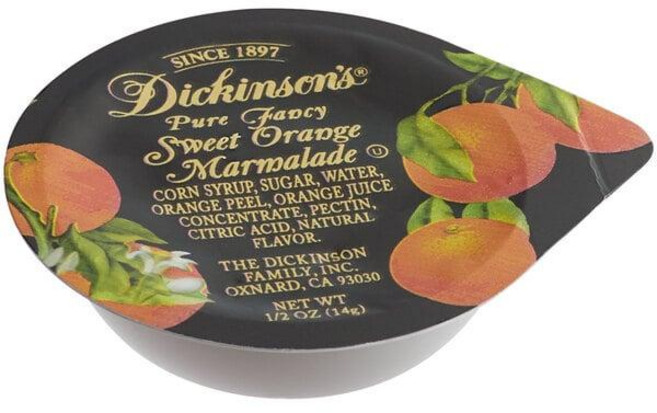 SINCE 1897
Dickinson's®
Pure Fancy
Sweet Orange
Marmalade Ⓤ
CORN SYRUP, SUGAR, WATER,
ORANGE PEEL, ORANGE JUICE
CONCENTRATE, PECTIN,
CITRIC ACID, NATURAL
FLAVOR.
THE DICKINSON
FAMILY, INC.
OXNARD, CA 93030
NET WT
1/2 OZ (14g)